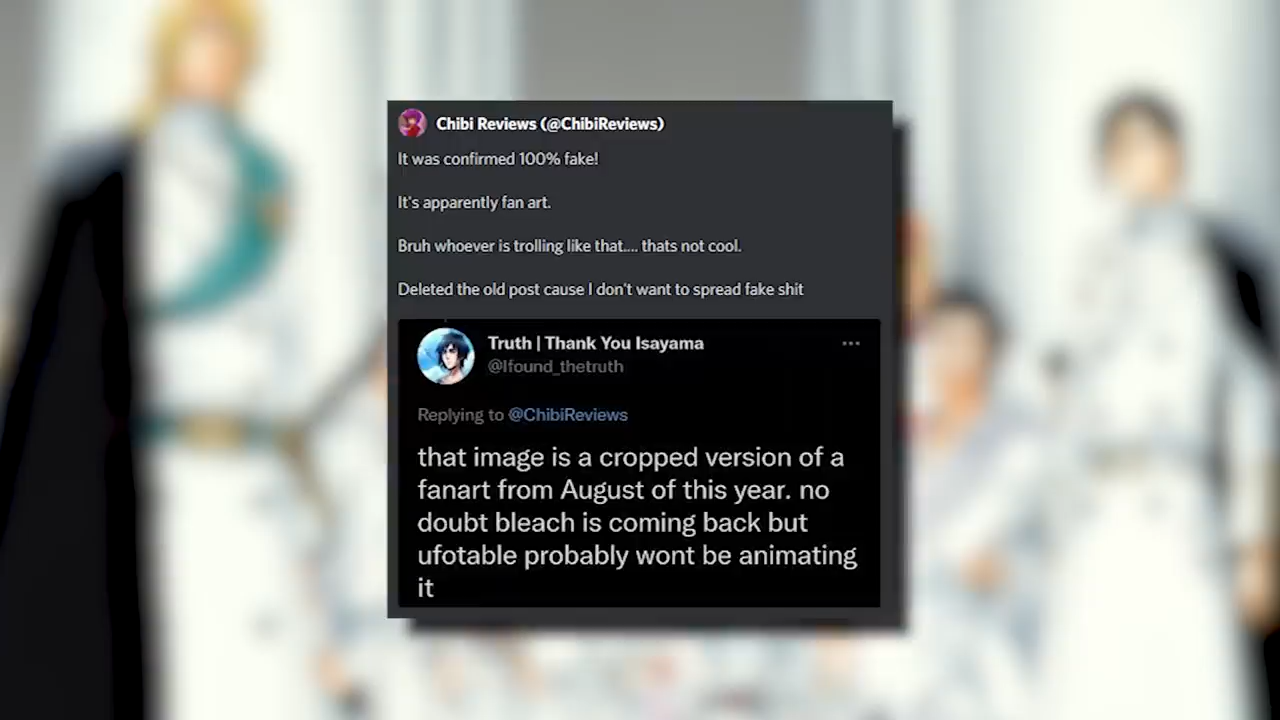 Chibi Reviews (@ChibiReviews)
It was confirmed 100% fake!
It's apparently fan art.
Bruh whoever is trolling like that.... thats not cool.
Deleted the old post cause I don't want to spread fake shit
Truth | Thank You Isayama
@Ifound_thetruth
Replying to @ChibiReviews
that image is a cropped version of a
fanart from August of this year. no
doubt bleach is coming back but
ufotable probably wont be animating
it